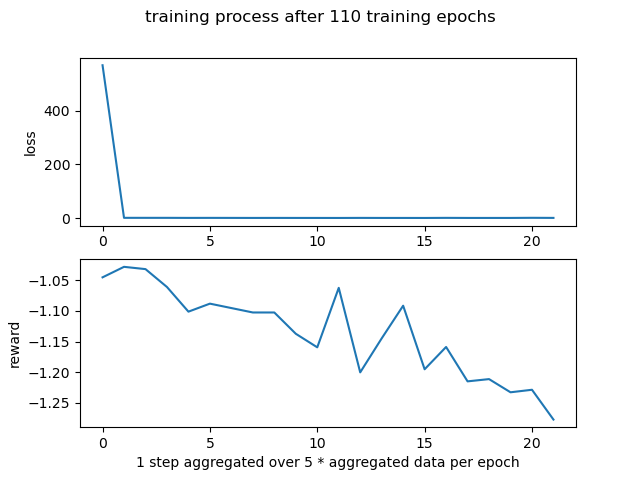 training process after 110 training epochs
400
200
0
loss
0 5 10 15 20
−1.05
−1.10
−1.15
−1.20
−1.25
reward
0 5 10 15 20
1 step aggregated over 5 * aggregated data per epoch